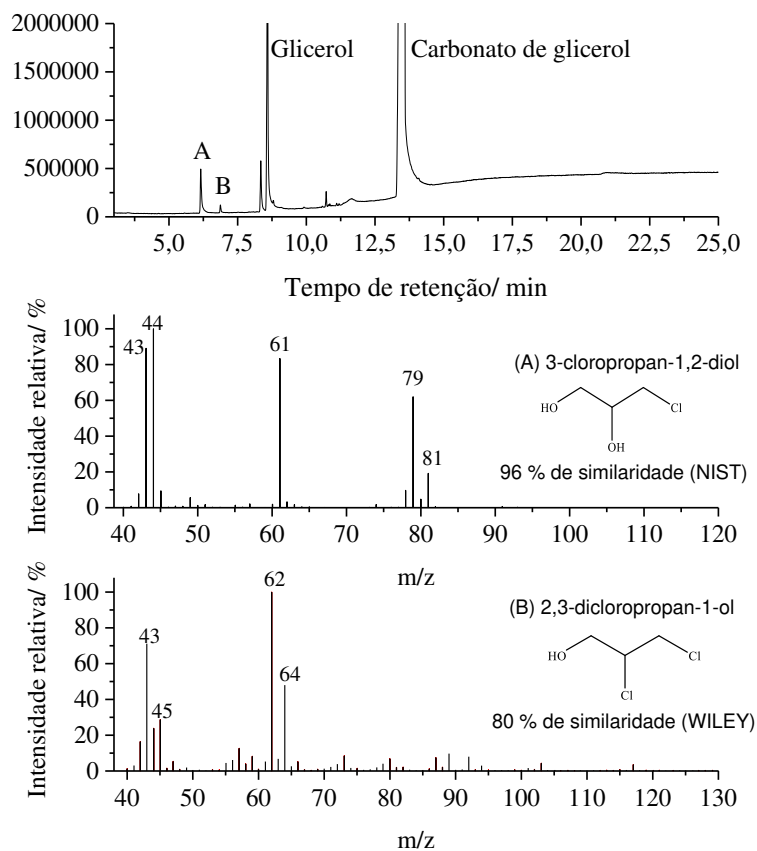 2000000
1500000
1000000
500000
0
Glicerol
Carbonato de glicerol
A
B
5,0 7,5 10,0 12,5 15,0 17,5 20,0 22,5 25,0
Tempo de retenção/ min
Intensidade relativa/ %
100
80
60
40
20
0
43
44
61
79
81
(A) 3-cloropropan-1,2-diol
HO
OH
Cl
96 % de similaridade (NIST)
40 50 60 70 80 90 100 110 120
m/z
Intensidade relativa/ %
100
80
60
40
20
0
43
45
62
64
(B) 2,3-dicloropropan-1-ol
HO
Cl
Cl
80 % de similaridade (WILEY)
40 50 60 70 80 90 100 110 120 130
m/z